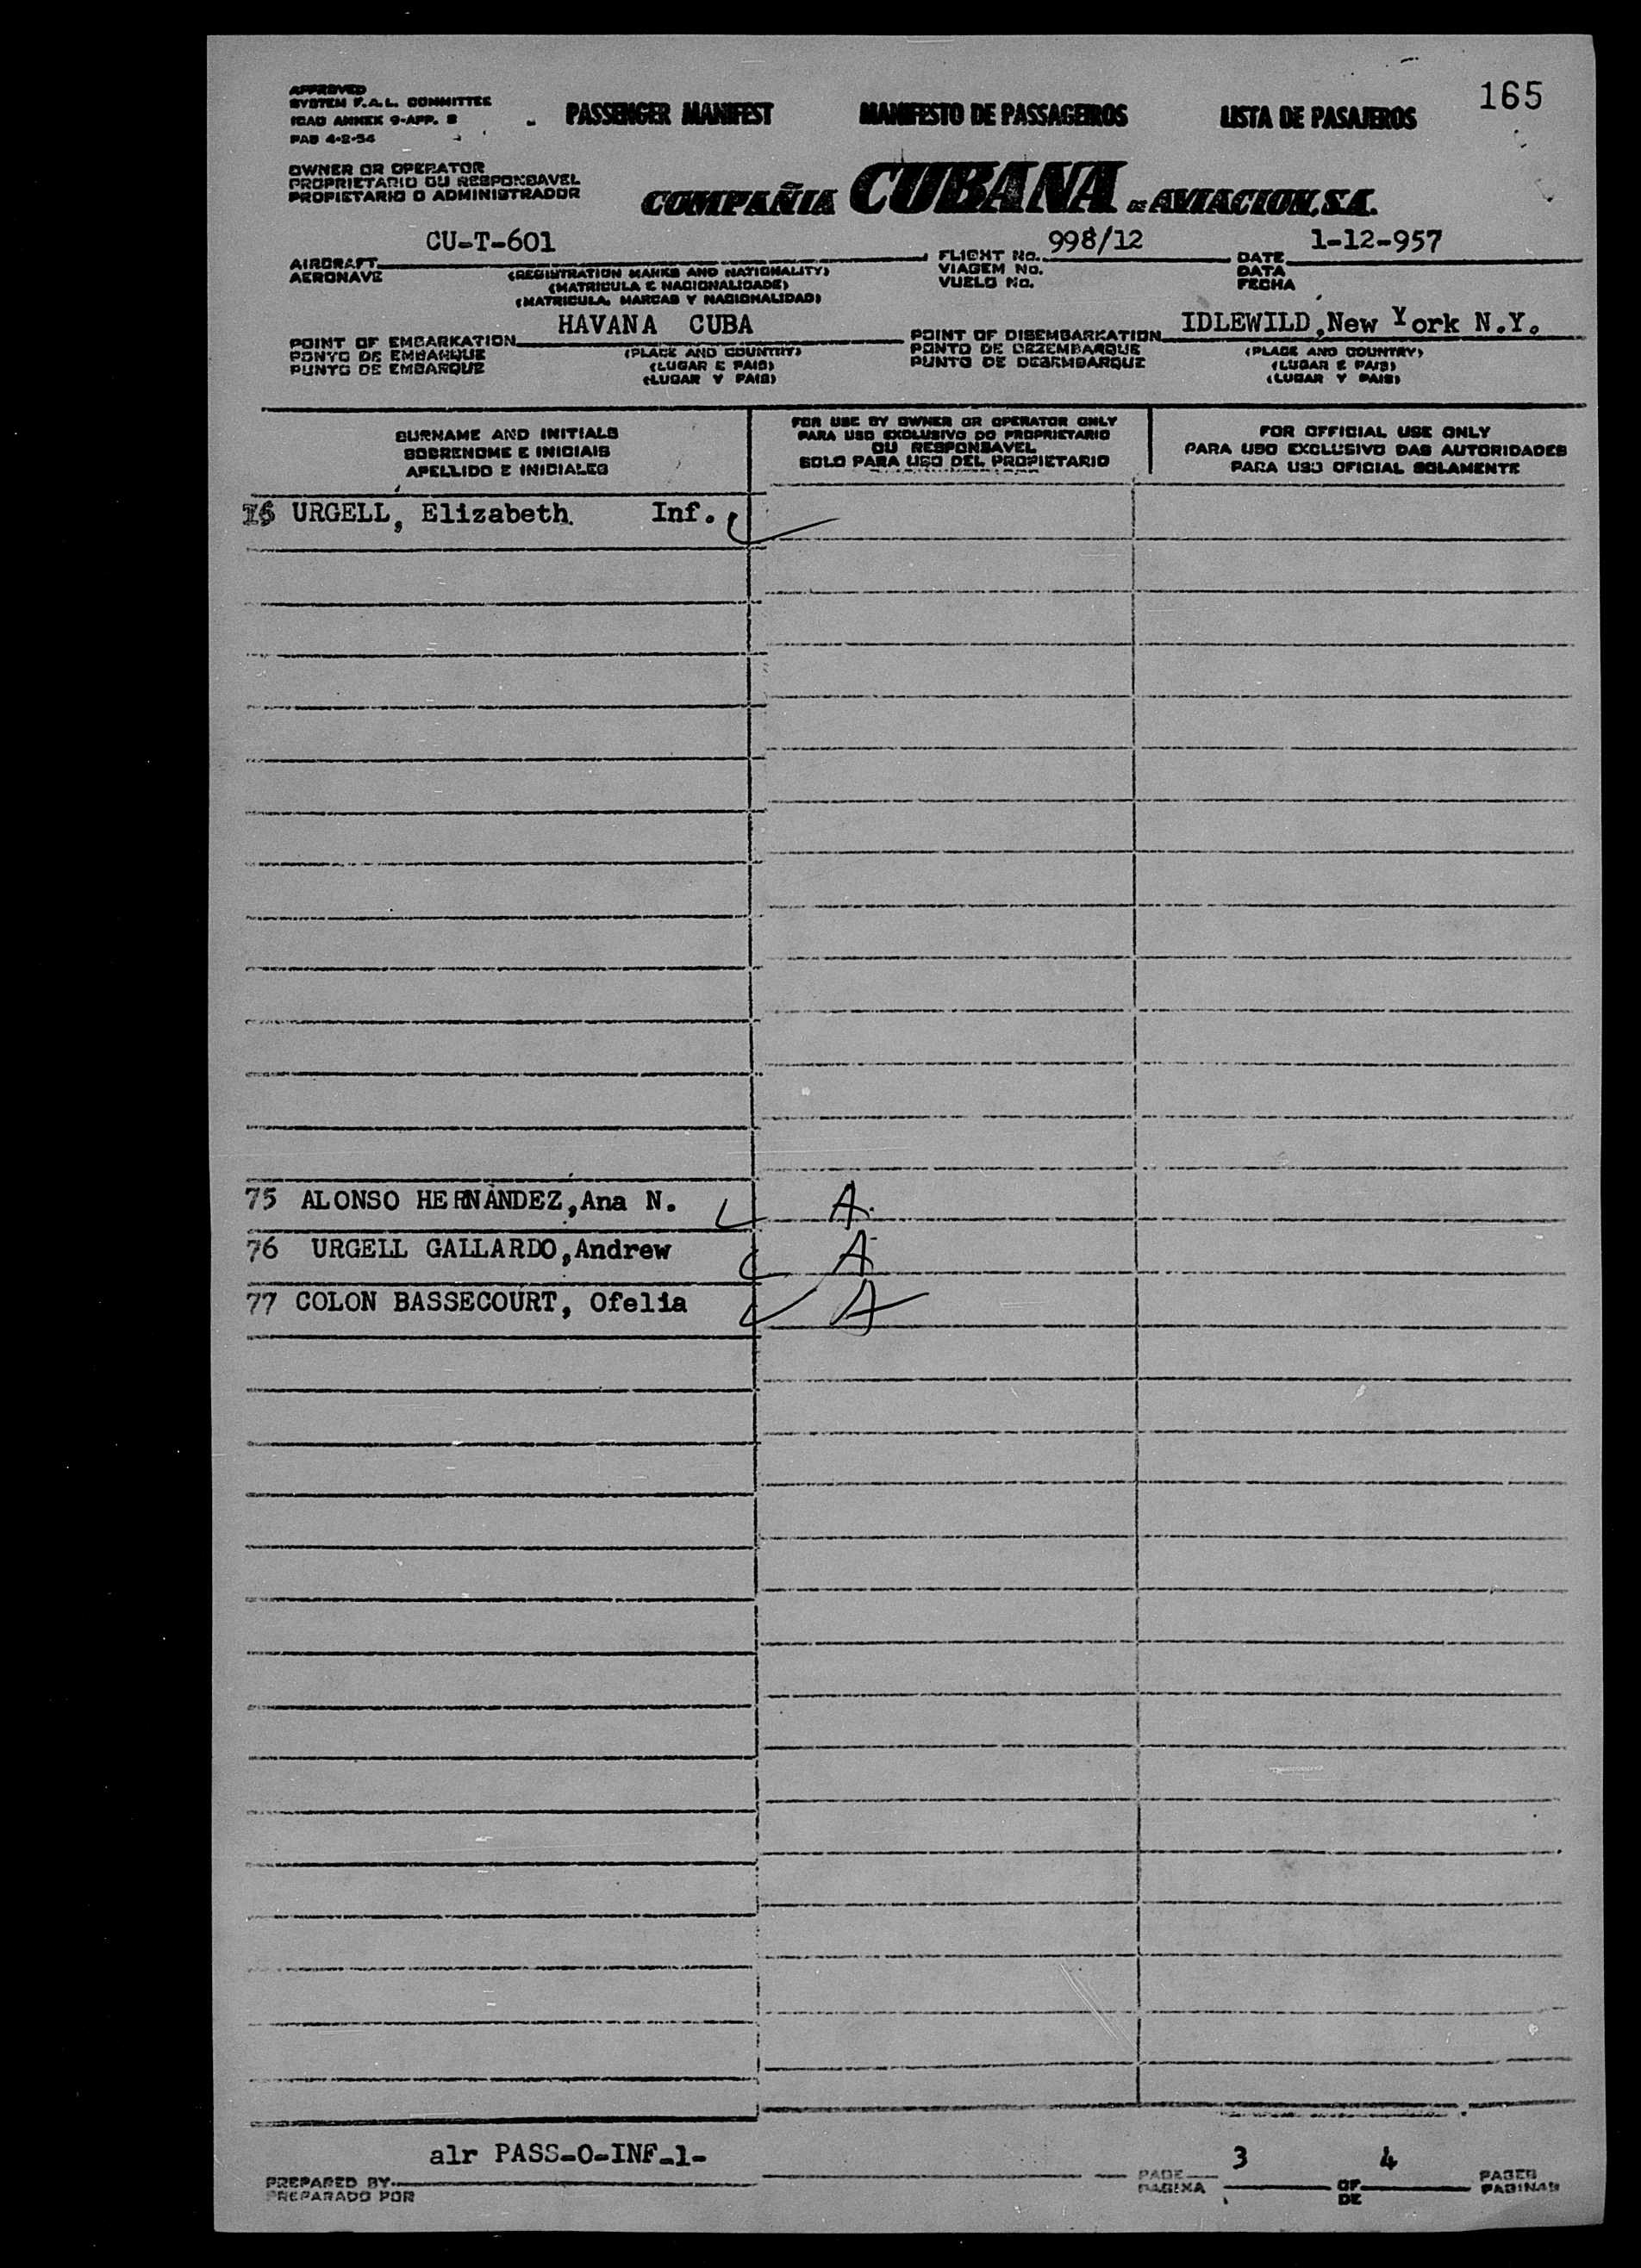 165
APPROVED
SYSTEM F.A.L. COMMITTEE
ICAO ANNEX 9-APP. 5
PAB 4-2-54
PASSENGER MANIFEST MANIFESTO DE PASSAGEIROS LISTA DE PASAJEROS
OWNER OR OPERATOR
PROPRIETARIO OU RESPONSAVEL
PROPIETARIO O ADMINISTRADOR
COMPAÑIA CUBANA DE AVIACION, S.A.
CU-T-601 998/12 1-12-957
AIRCRAFT FLIGHT No. DATE
AERONAVE (REGISTRATION MARKS AND NATIONALITY) VIAGEM No. DATA
(MATRICULA E NACIONALIDADE) VUELO No. FECHA
(MATRICULA, MARCAS Y NACIONALIDAD)
HAVANA CUBA IDLEWILD,New York N.Y.
POINT OF EMBARKATION POINT OF DISEMBARKATION
PONTO DE EMBARQUE (PLACE AND COUNTRY) PONTO DE DEZEMBARQUE (PLACE AND COUNTRY)
PUNTO DE EMBARQUE (LUGAR E PAIS) PUNTO DE DESEMBARQUE (LUGAR E PAIS)
(LUGAR Y PAIS) (LUGAR Y PAIS)
SURNAME AND INITIALS
SOBRENOME E INICIAIS
APELLIDO E INICIALES
FOR USE BY OWNER OR OPERATOR ONLY
PARA USO EXCLUSIVO DO PROPRIETARIO
OU RESPONSAVEL
SOLO PARA USO DEL PROPIETARIO
FOR OFFICIAL USE ONLY
PARA USO EXCLUSIVO DAS AUTORIDADES
PARA USO OFICIAL SOLAMENTE
URGELL, Elizabeth. Inf.
75 ALONSO HERNÁNDEZ,Ana N. A.
76 URGELL GALLARDO,Andrew A
77 COLON BASSECOURT, Ofelia A
alr PASS-0-INF-1- 3 4
PREPARED BY PAGE OF PAGES
PREPARADO POR PAGINA DE PAGINAS